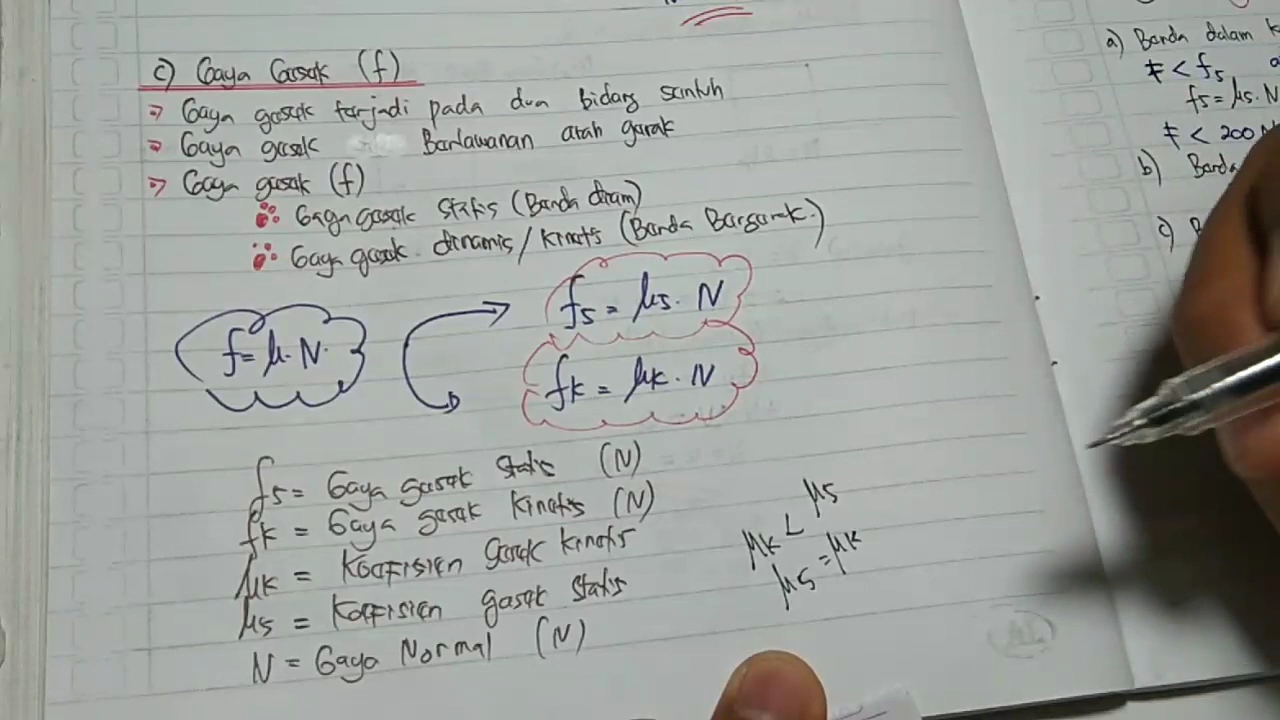 c) Gaya Gesek (f)
⇒ Gaya gesek terjadi pada dua bidang sentuh
⇒ Gaya gesek Berlawanan arah gerak
⇒ Gaya gesek (f)
Gaya gesek statis (Benda diam)
Gaya gesek dinamis/kinetis (Benda Bergerak.)
f = μ. N.
fs = μs. N
fk = μk. N
fs = Gaya gesek statis (N)
fk = Gaya gesek kinetis (N)
μk = Koefisien gesek kinetis
μs = Koefisien gesek statis
N = Gaya Normal (N)
μk < μs
μs = μk
a) Benda dalam
F < fs
fs = μs. N
F < 200
b) Benda
c)